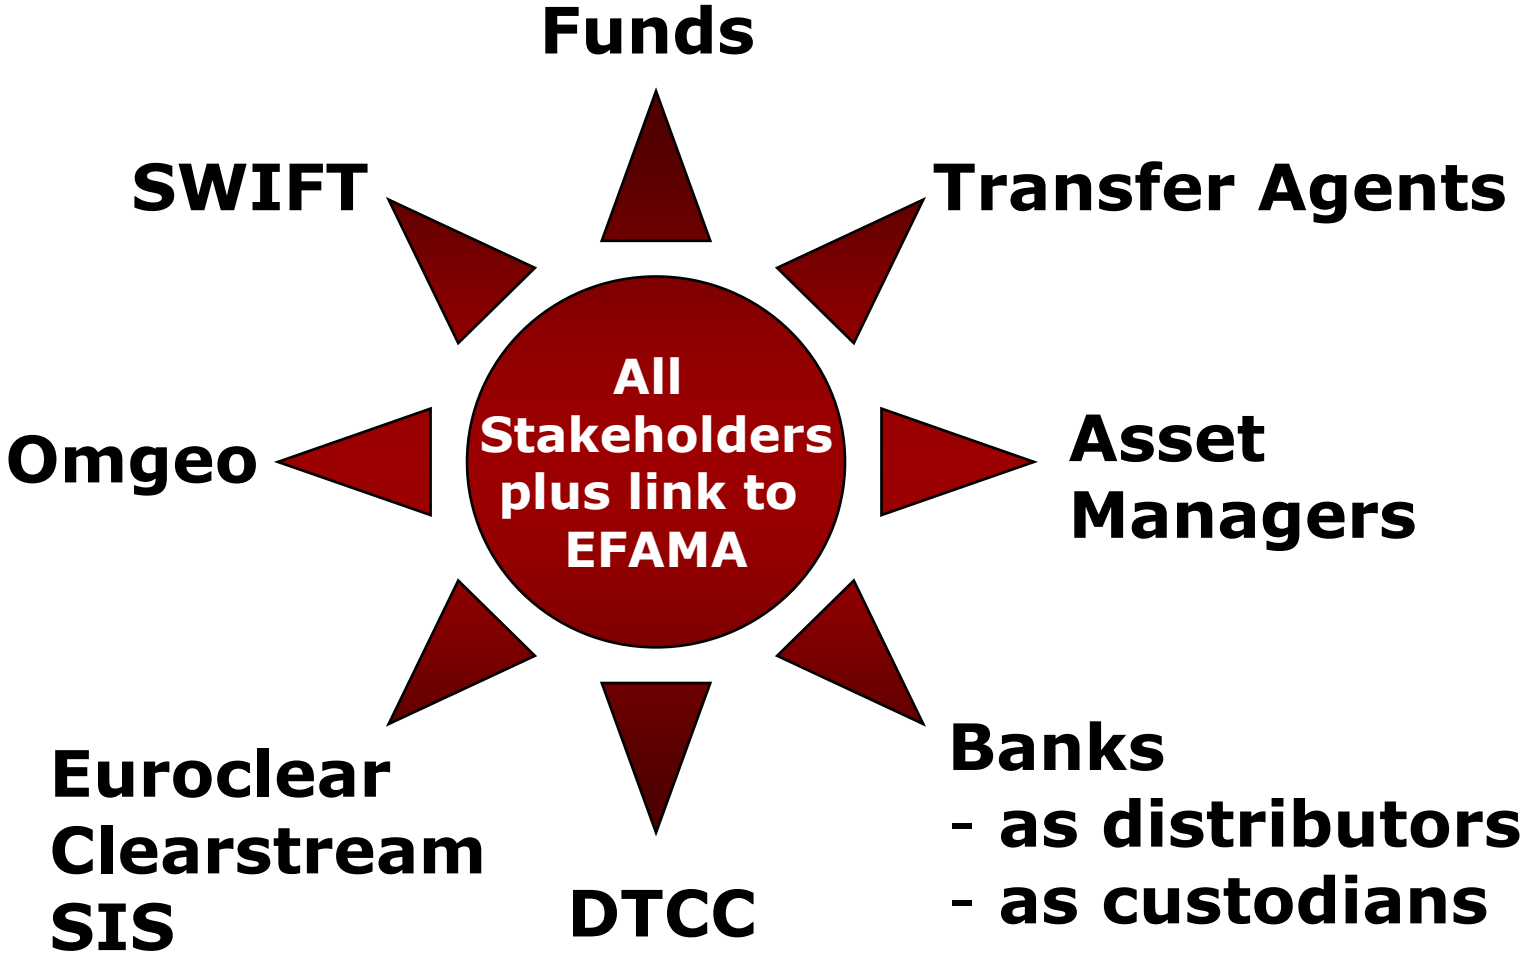 Funds
SWIFT
Transfer Agents
All
Stakeholders
plus link to
EFAMA
Omgeo
Asset
Managers
Euroclear
Clearstream
SIS
DTCC
Banks
- as distributors
- as custodians